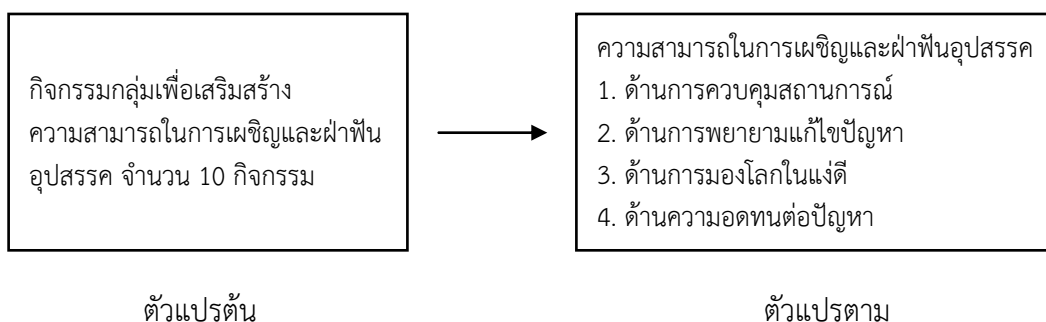 กิจกรรมกลุ่มเพื่อเสริมสร้าง
ความสามารถในการเผชิญและฝ่าฟัน
อุปสรรค จำนวน 10 กิจกรรม
ความสามารถในการเผชิญและฝ่าฟันอุปสรรค
1. ด้านการควบคุมสถานการณ์
2. ด้านการพยายามแก้ไขปัญหา
3. ด้านการมองโลกในแง่ดี
4. ด้านความอดทนต่อปัญหา
ตัวแปรต้น
ตัวแปรตาม